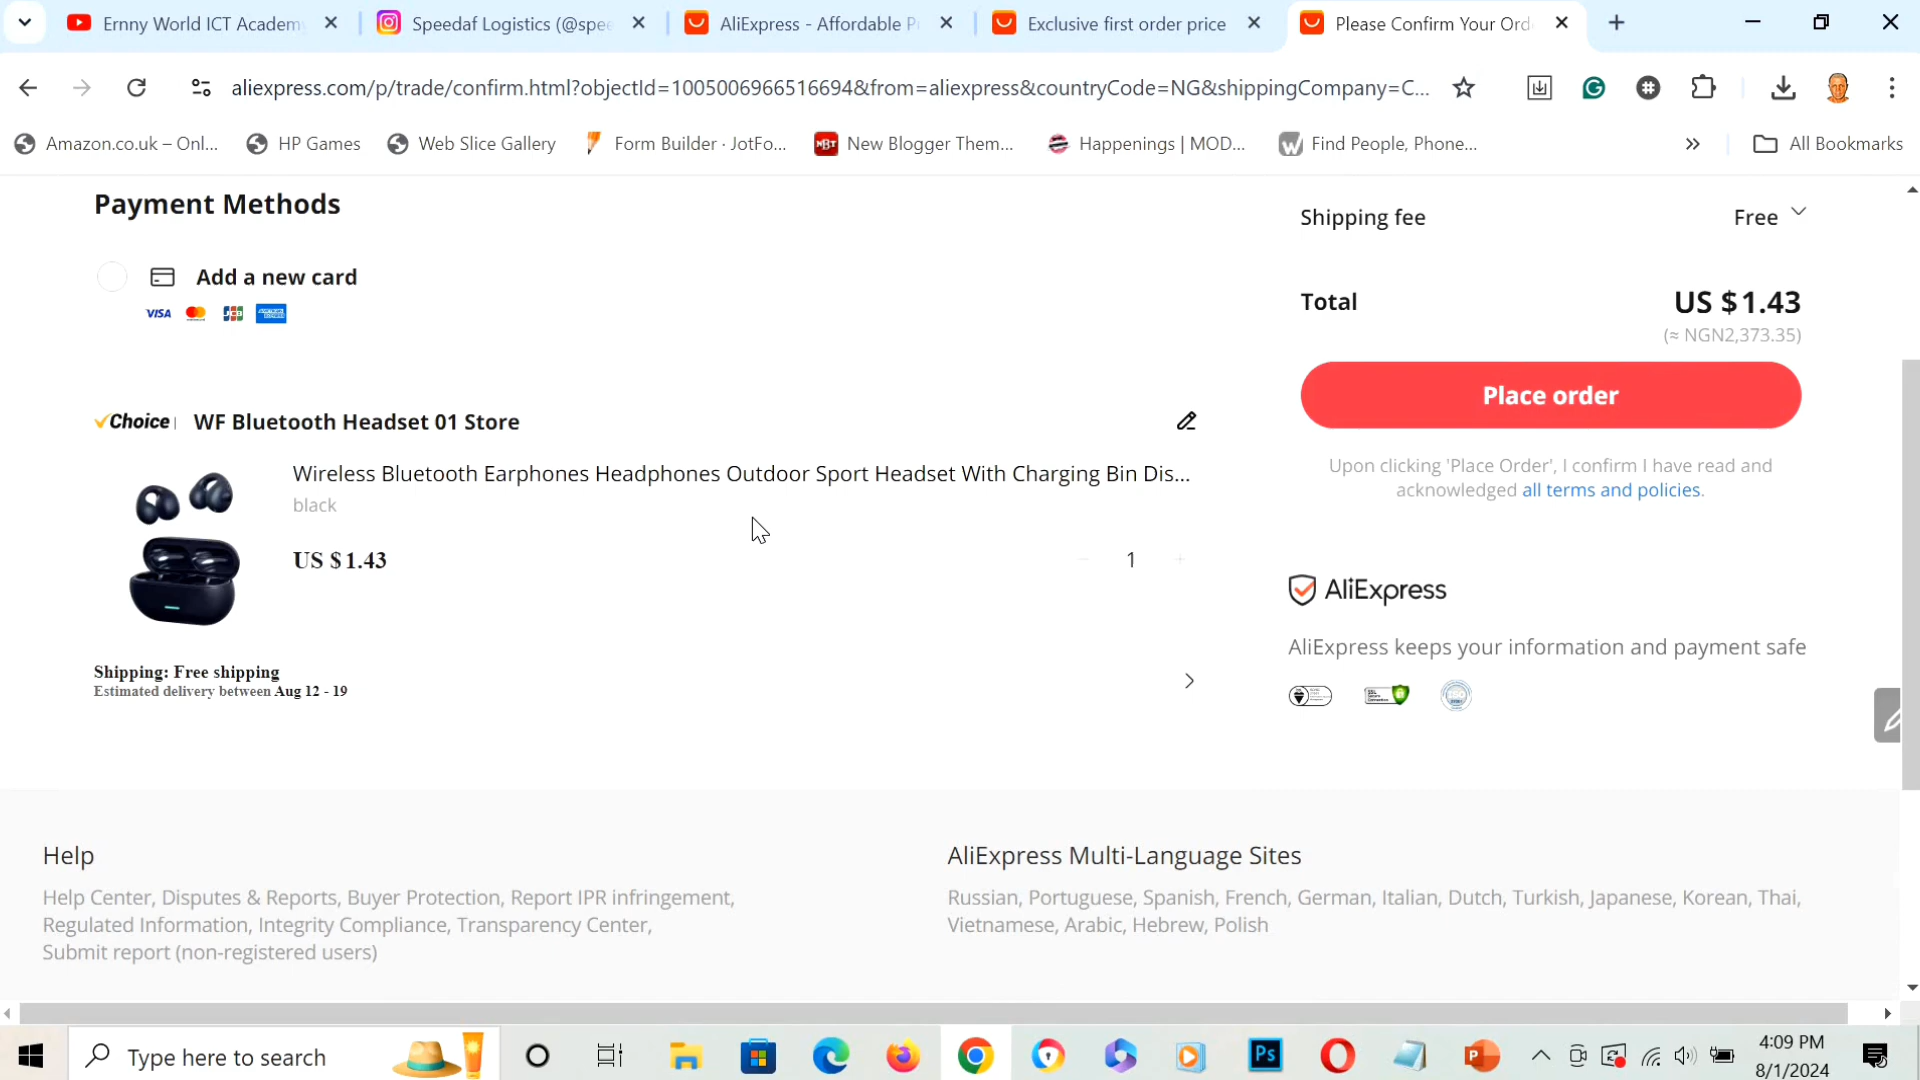 Ernny World ICT Academ
Speedaf Logistics (@spee
AliExpress - Affordable P
Exclusive first order price
Please Confirm Your Ord
aliexpress.com/p/trade/confirm.html?objectId=1005006966516694&from=aliexpress&countryCode=NG&shippingCompany=C...
Amazon.co.uk – Onl...
HP Games
Web Slice Gallery
Form Builder · JotFo...
NBT
New Blogger Them...
Happenings | MOD...
Find People, Phone...
All Bookmarks
Payment Methods
Add a new card
VISA
Choice
WF Bluetooth Headset 01 Store
Wireless Bluetooth Earphones Headphones Outdoor Sport Headset With Charging Bin Dis...
black
US $1.43
1
Shipping: Free shipping
Estimated delivery between Aug 12 - 19
Shipping fee
Free
Total
US $1.43
(≈ NGN2,373.35)
Place order
Upon clicking 'Place Order', I confirm I have read and
acknowledged all terms and policies.
AliExpress
AliExpress keeps your information and payment safe
Help
Help Center, Disputes & Reports, Buyer Protection, Report IPR infringement,
Regulated Information, Integrity Compliance, Transparency Center,
Submit report (non-registered users)
AliExpress Multi-Language Sites
Russian, Portuguese, Spanish, French, German, Italian, Dutch, Turkish, Japanese, Korean, Thai,
Vietnamese, Arabic, Hebrew, Polish
Type here to search
Ps
P
4:09 PM
8/1/2024